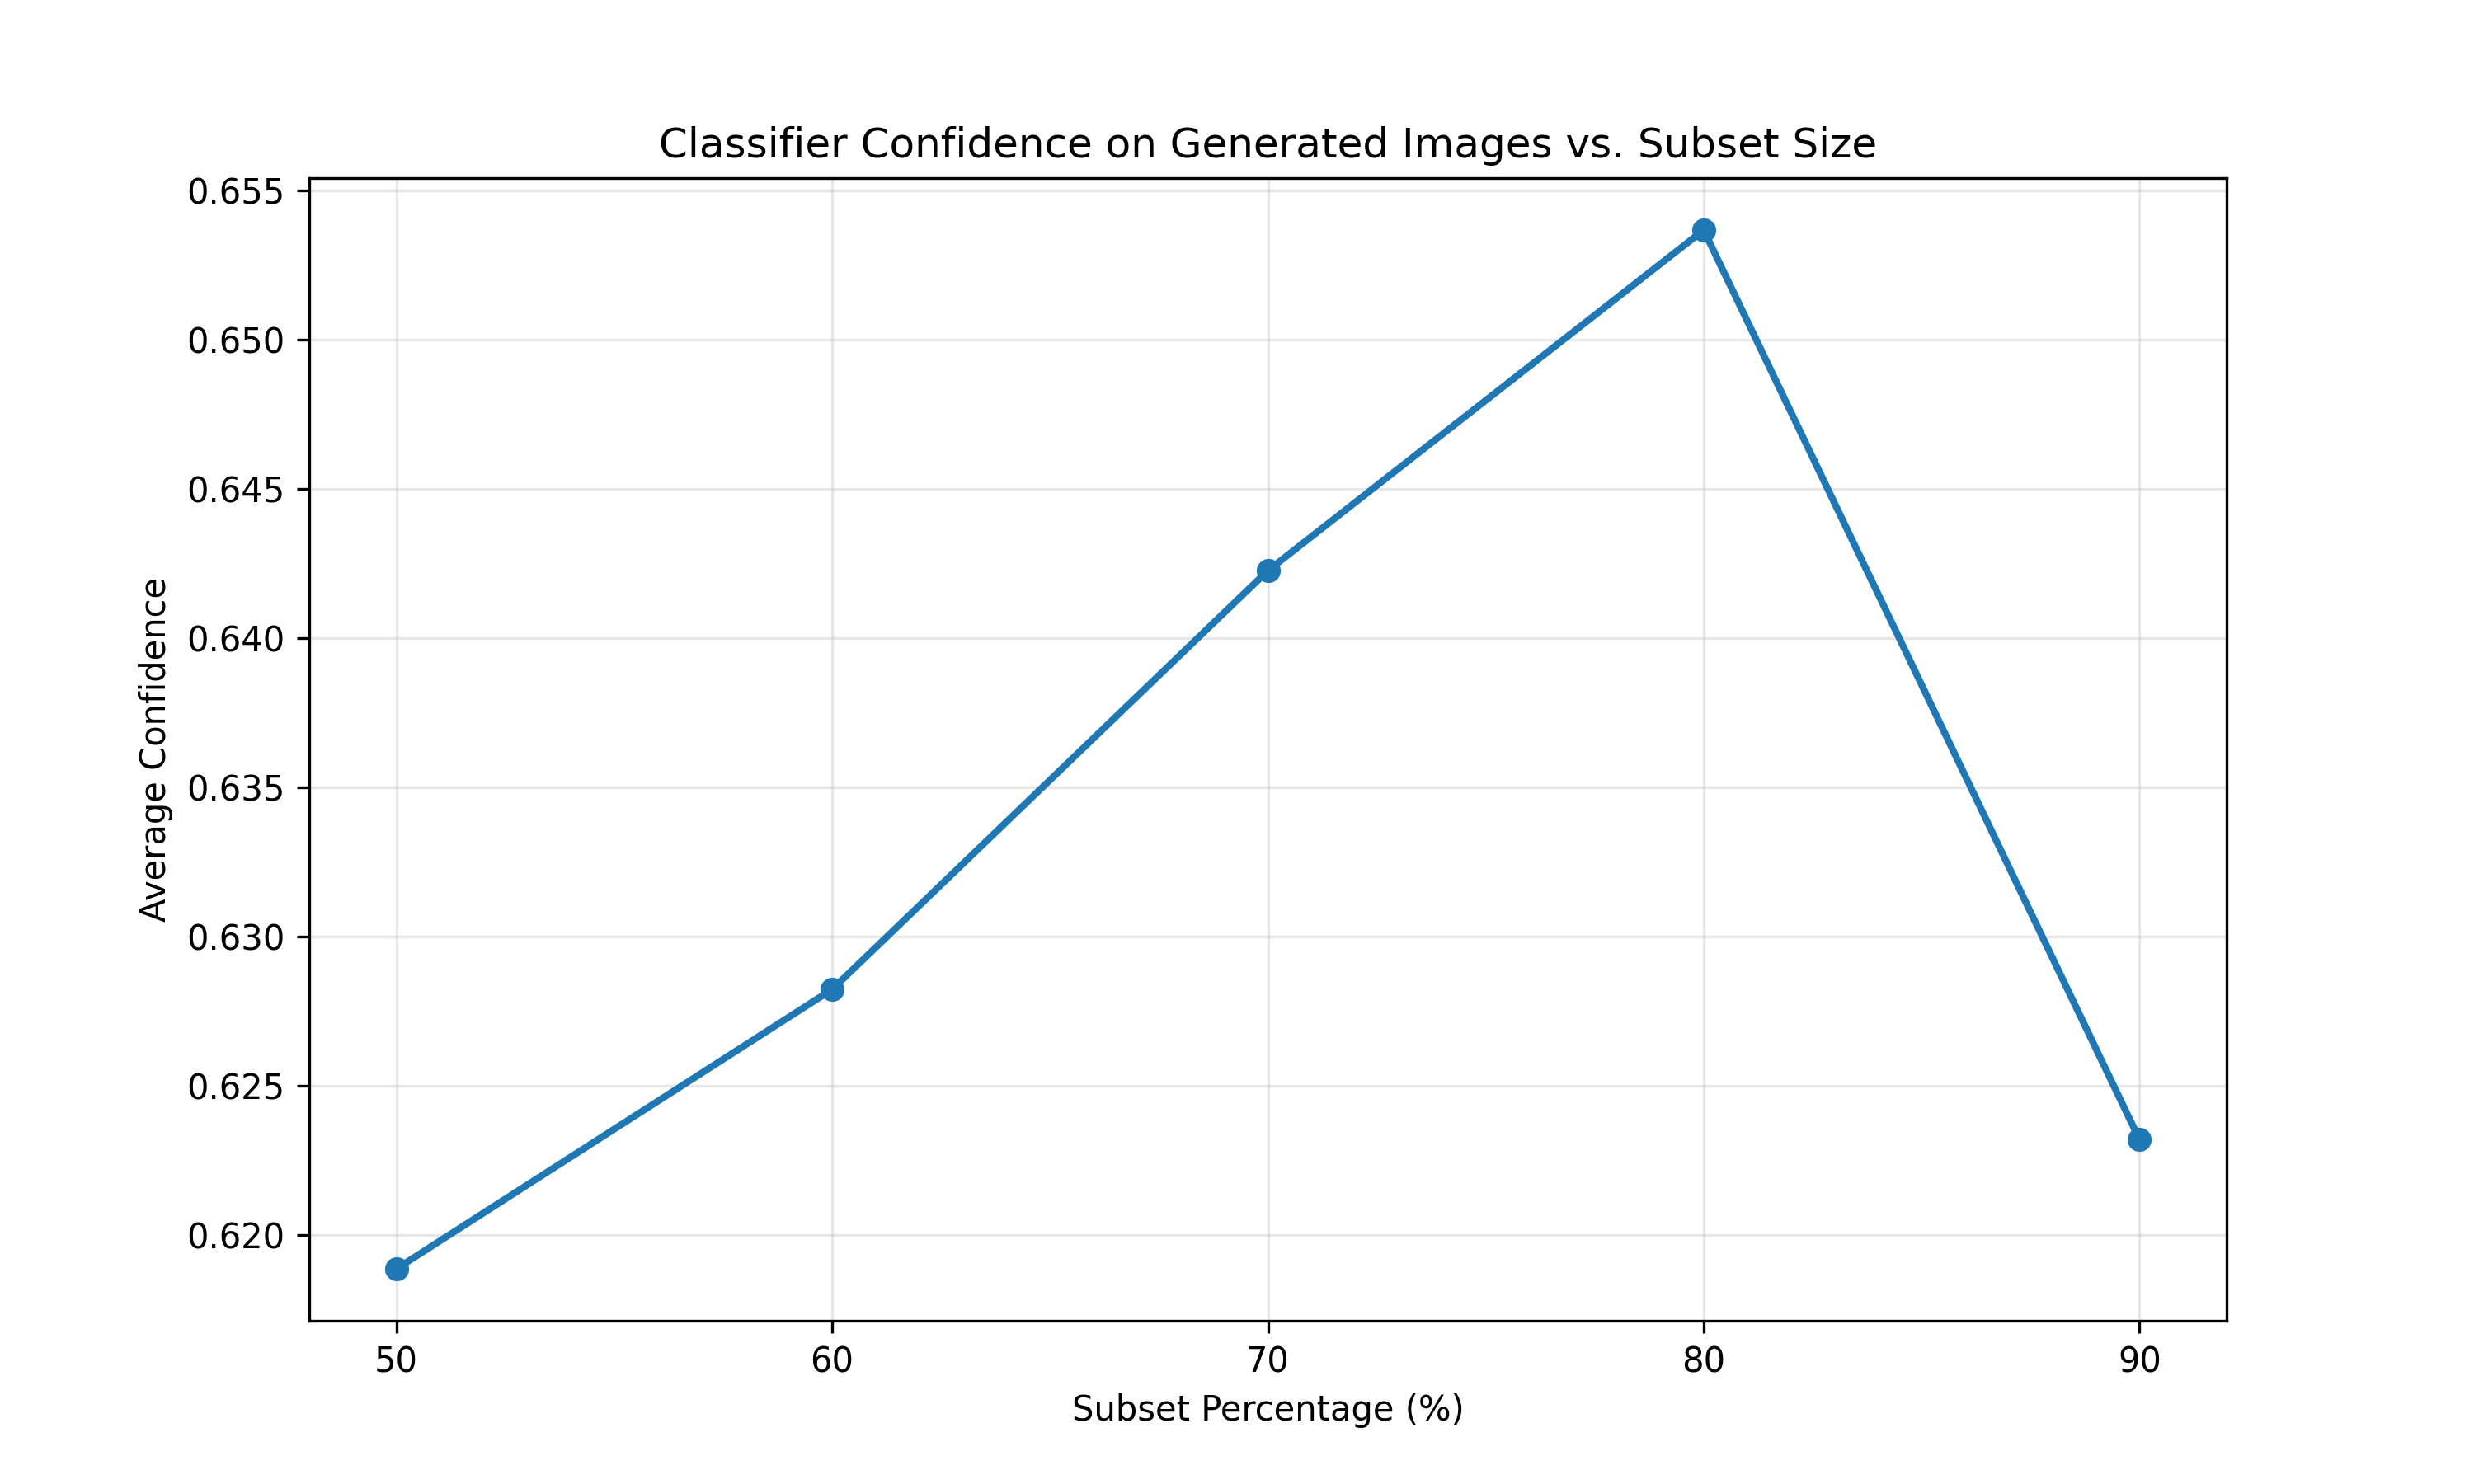 Classifier Confidence on Generated Images vs. Subset Size
0.655
0.650
0.645
0.640
0.635
0.630
0.625
0.620
Average Confidence
50 60 70 80 90
Subset Percentage (%)